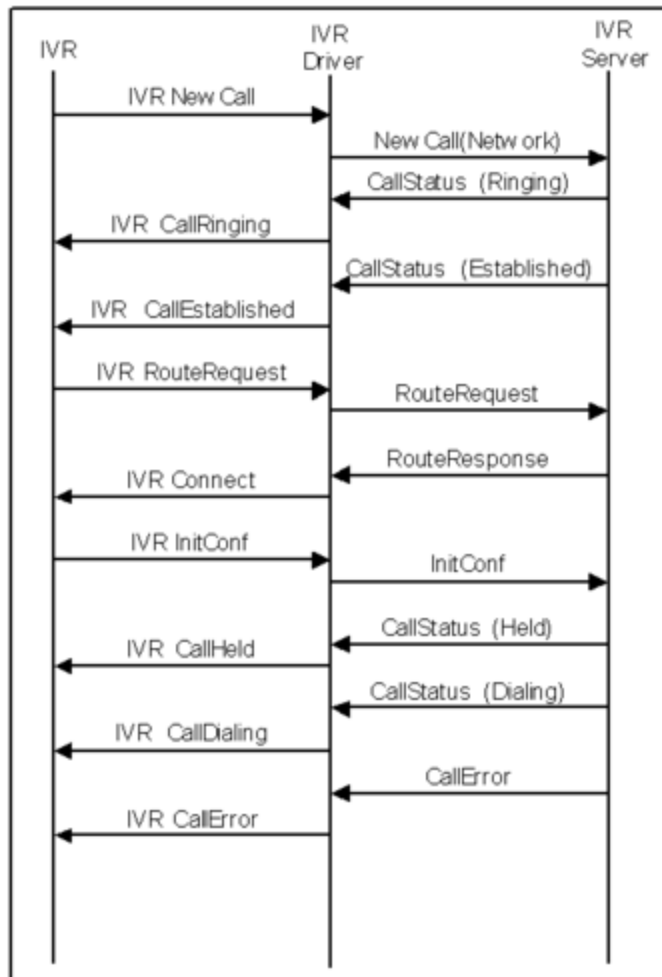 IVR
IVR
Driver
IVR
Server
IVR New Call
New Call(Network)
CallStatus (Ringing)
IVR CallRinging
CallStatus (Established)
IVR CallEstablished
IVR RouteRequest
RouteRequest
RouteResponse
IVR Connect
IVR InitConf
InitConf
CallStatus (Held)
IVR CallHeld
CallStatus (Dialing)
IVR CallDialing
CallError
IVR CallError